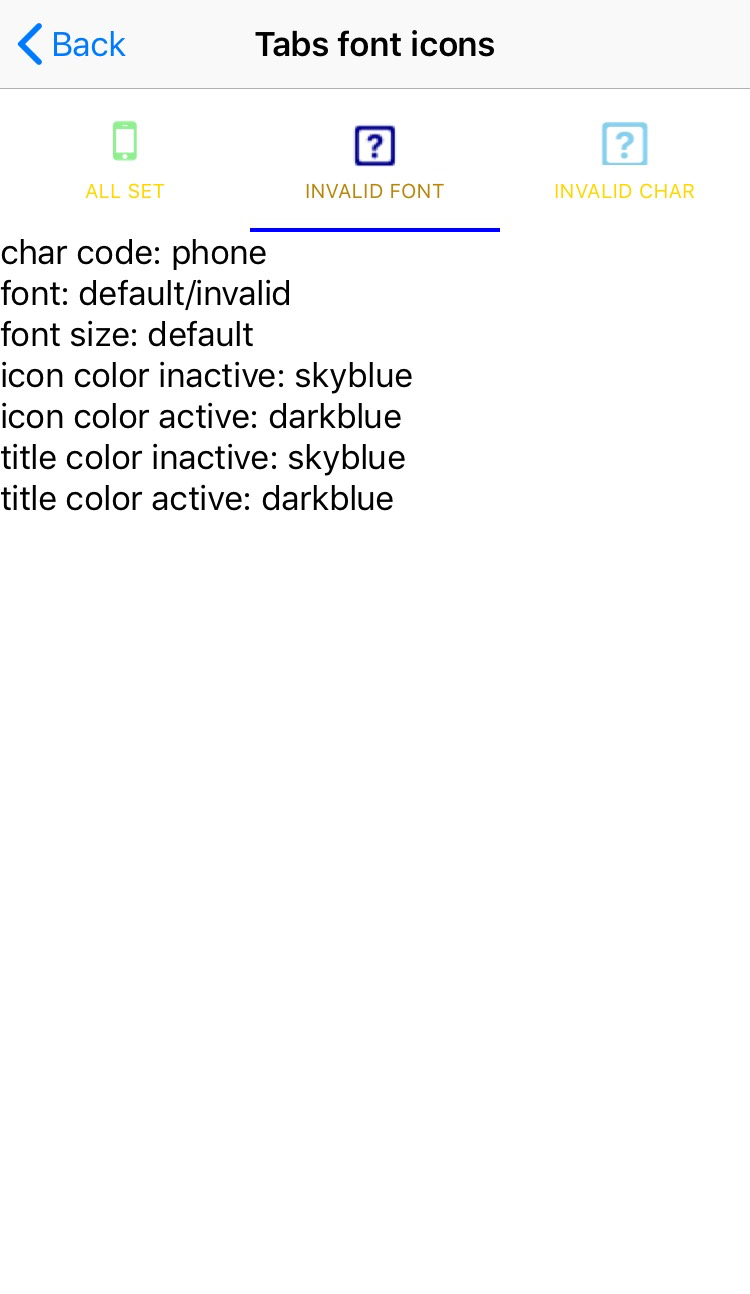 Back
Tabs font icons
ALL SET
INVALID FONT
INVALID CHAR
char code: phone
font: default/invalid
font size: default
icon color inactive: skyblue
icon color active: darkblue
title color inactive: skyblue
title color active: darkblue